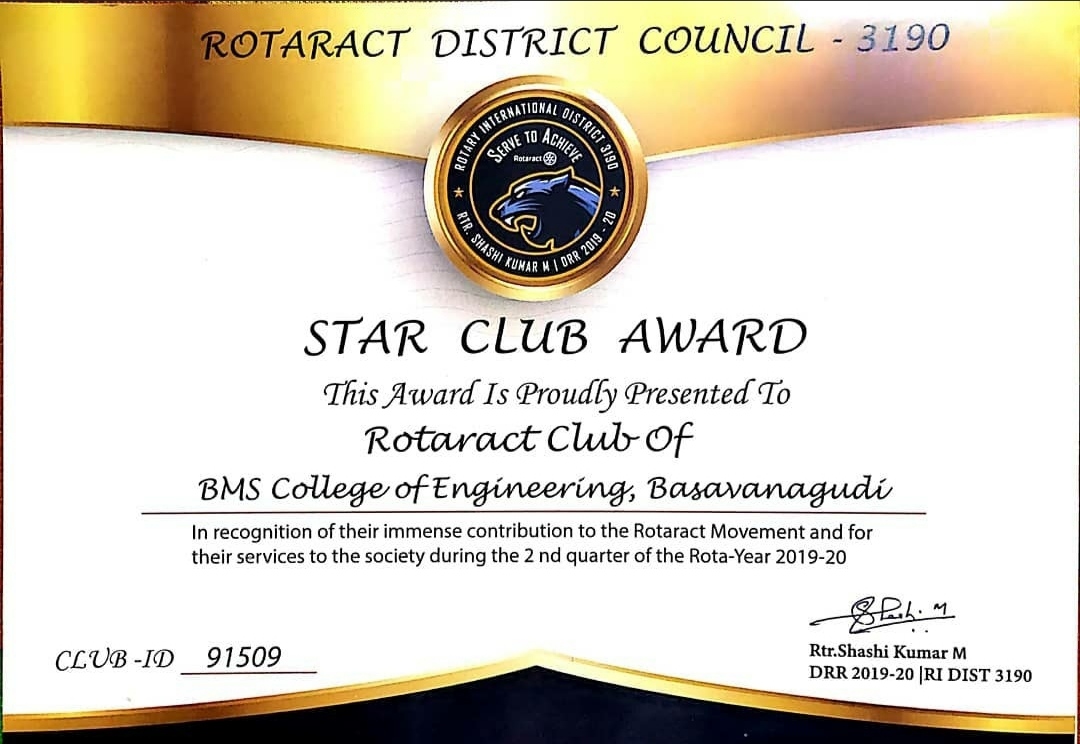 ROTARACT DISTRICT COUNCIL - 3190
ROTARY INTERNATIONAL DISTRICT 3190
SERVE TO ACHIEVE
Rotaract
RTR. SHASHI KUMAR M | DRR 2019 - 20
STAR CLUB AWARD
This Award Is Proudly Presented To
Rotaract Club Of
BMS College of Engineering, Basavanagudi
In recognition of their immense contribution to the Rotaract Movement and for
their services to the society during the 2 nd quarter of the Rota-Year 2019-20
Shashi. M
CLUB -ID 91509
Rtr.Shashi Kumar M
DRR 2019-20 |RI DIST 3190